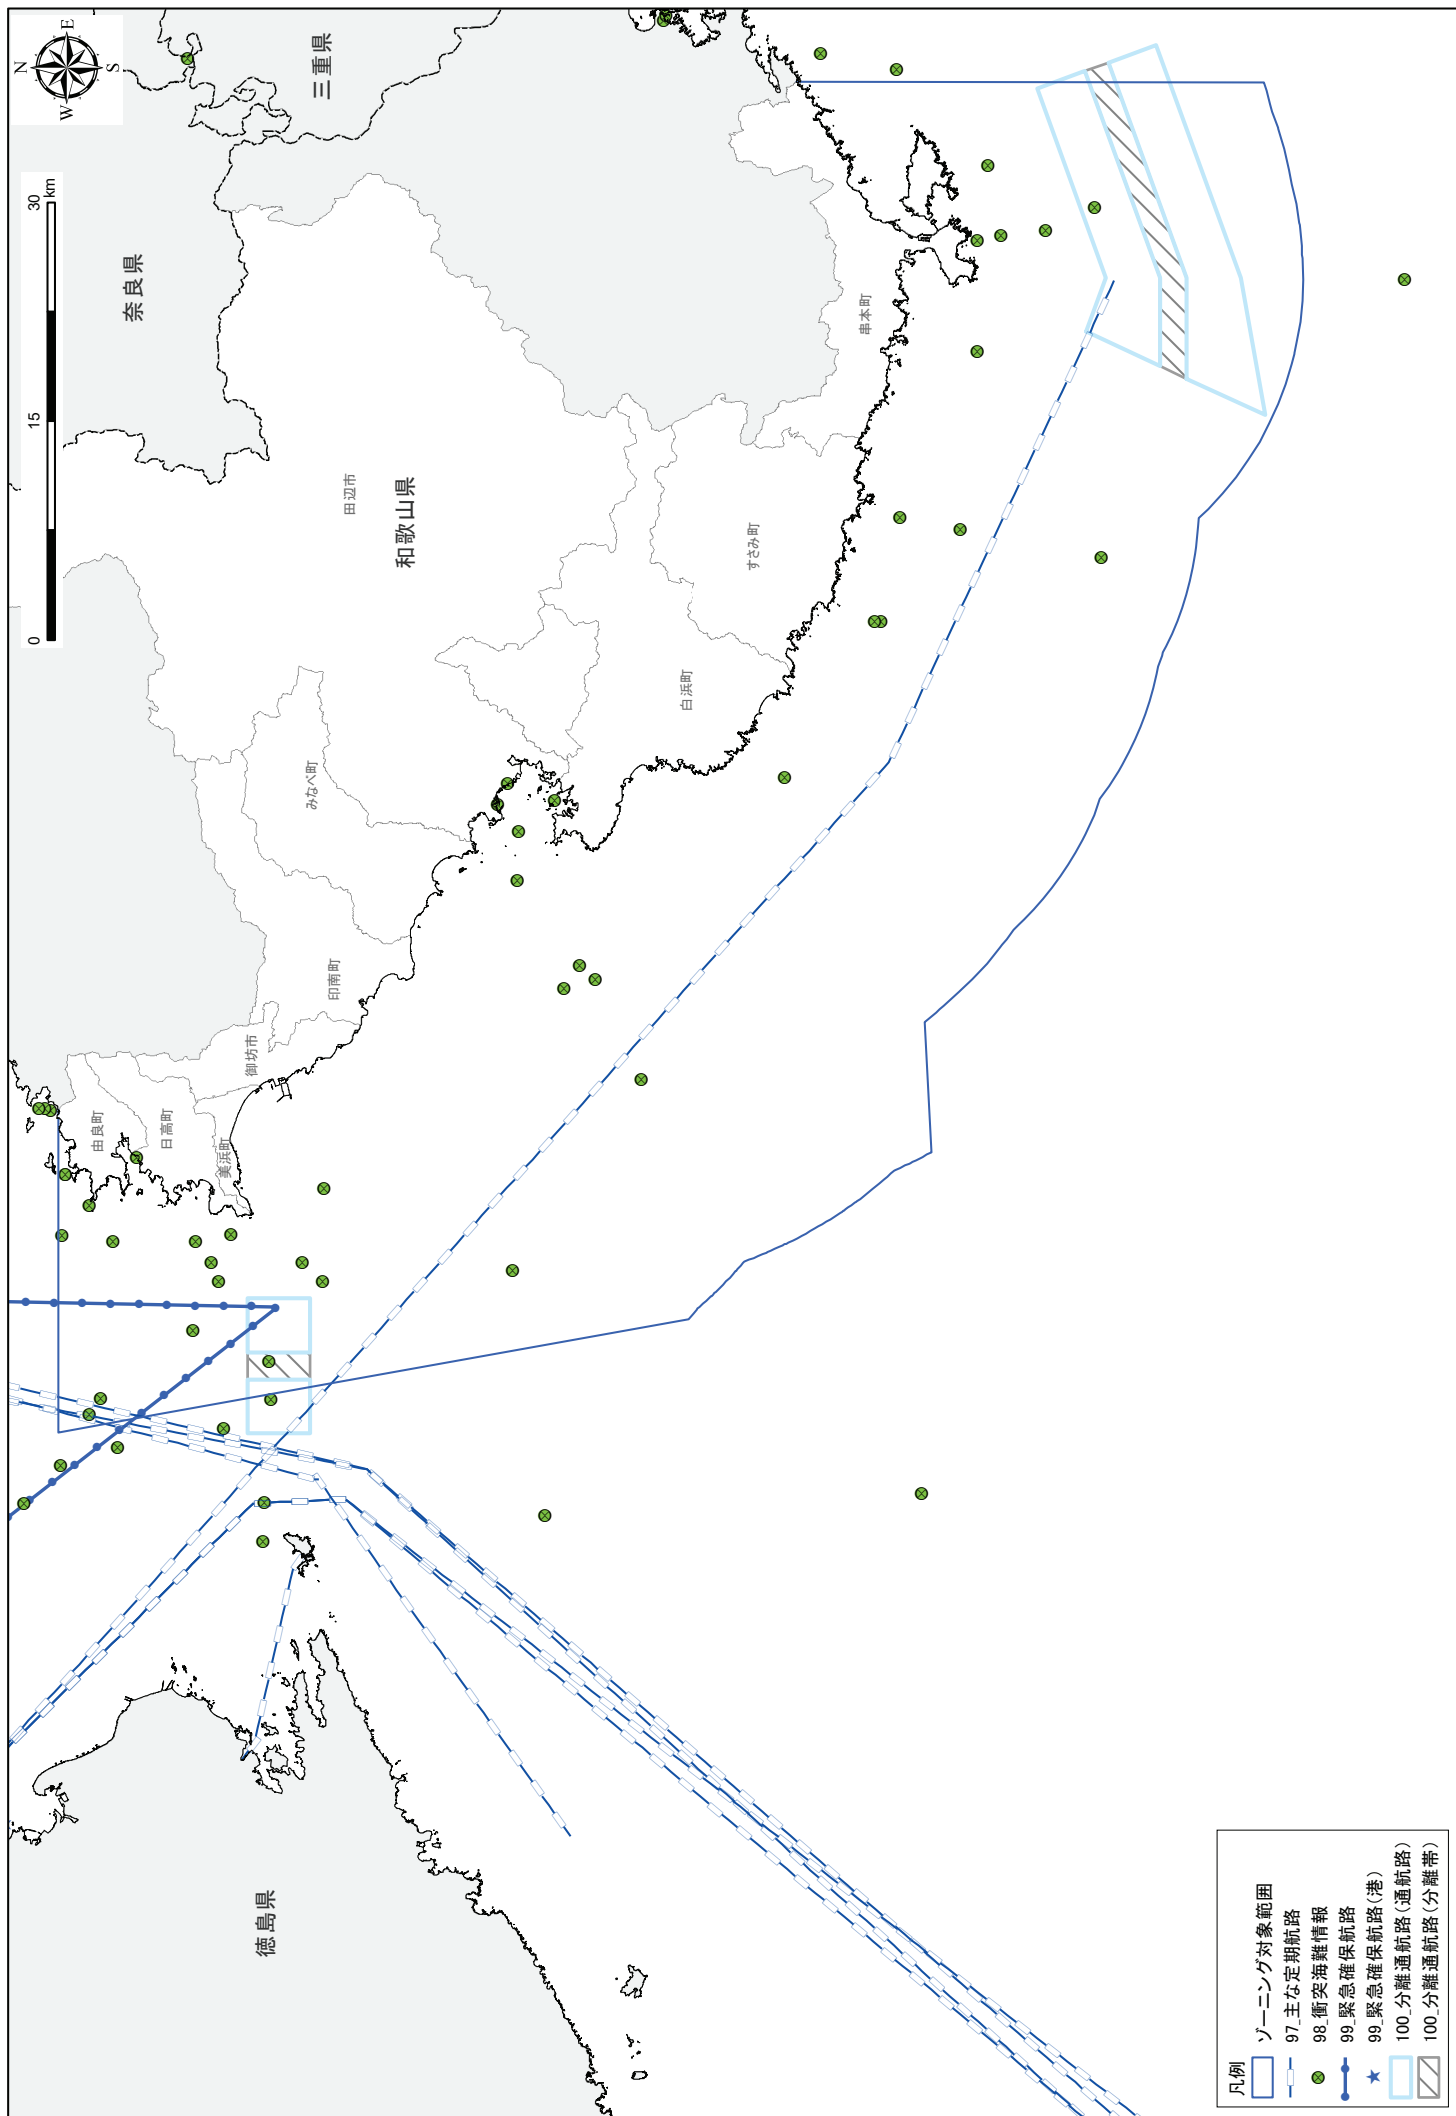 N
E
S
W
0
15
30
km
奈良県
三重県
和歌山県
徳島県
田辺市
みなべ町
印南町
御坊市
由良町
日高町
美浜町
白浜町
すさみ町
串本町
凡例
ゾーニング対象範囲
97_主な定期航路
98_衝突海難情報
99_緊急確保航路
99_緊急確保航路(港)
100_分離通航路(通航路)
100_分離通航路(分離帯)